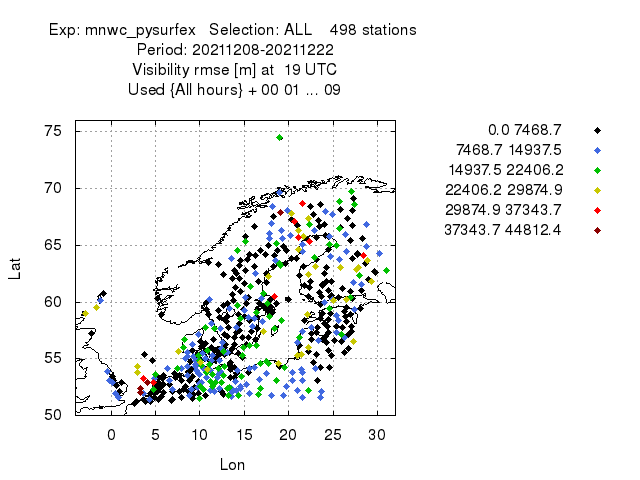 Exp: mnwc_pysurfex   Selection: ALL    498 stations
Period: 20211208-20211222
Visibility rmse [m] at  19 UTC
Used {All hours} + 00 01 ... 09
0.0 7468.7
7468.7 14937.5
14937.5 22406.2
22406.2 29874.9
29874.9 37343.7
37343.7 44812.4
75
70
65
60
55
50
Lat
0 5 10 15 20 25 30
Lon